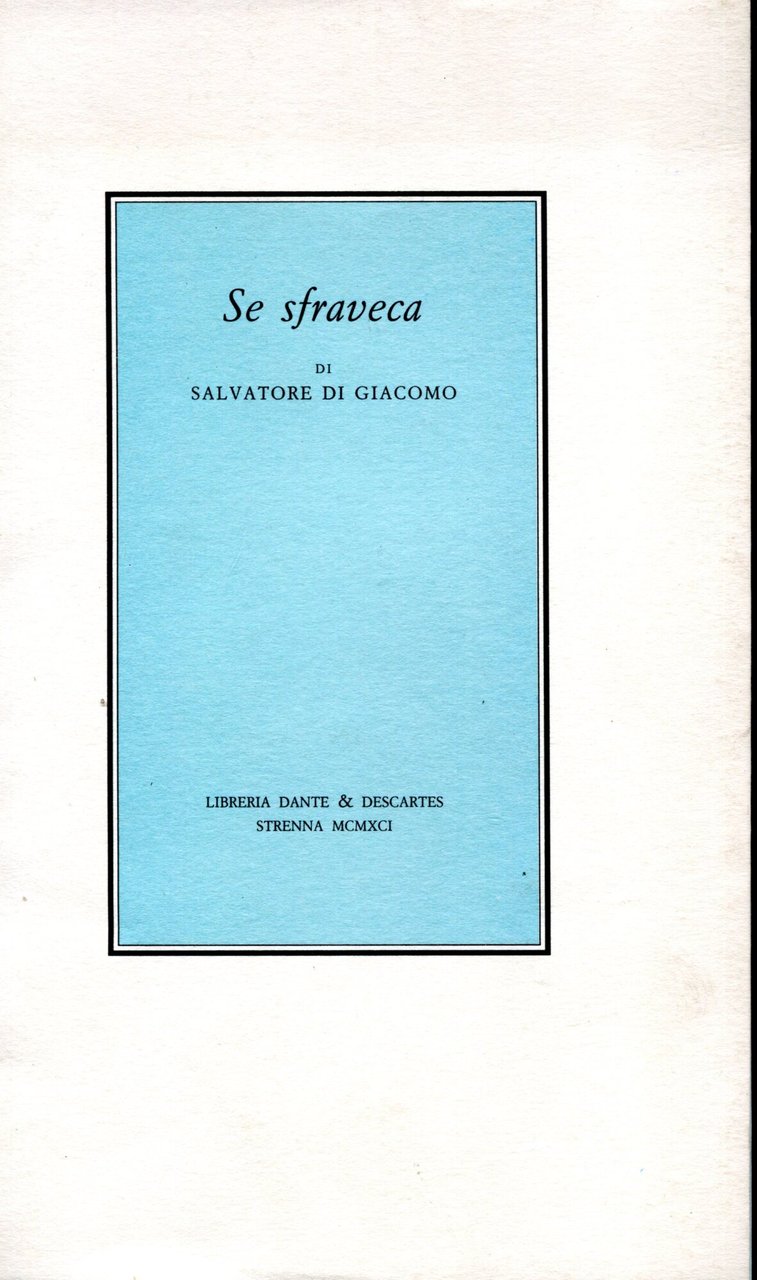 Se sfraveca
DI
SALVATORE DI GIACOMO
LIBRERIA DANTE & DESCARTES
STRENNA MCMXCI